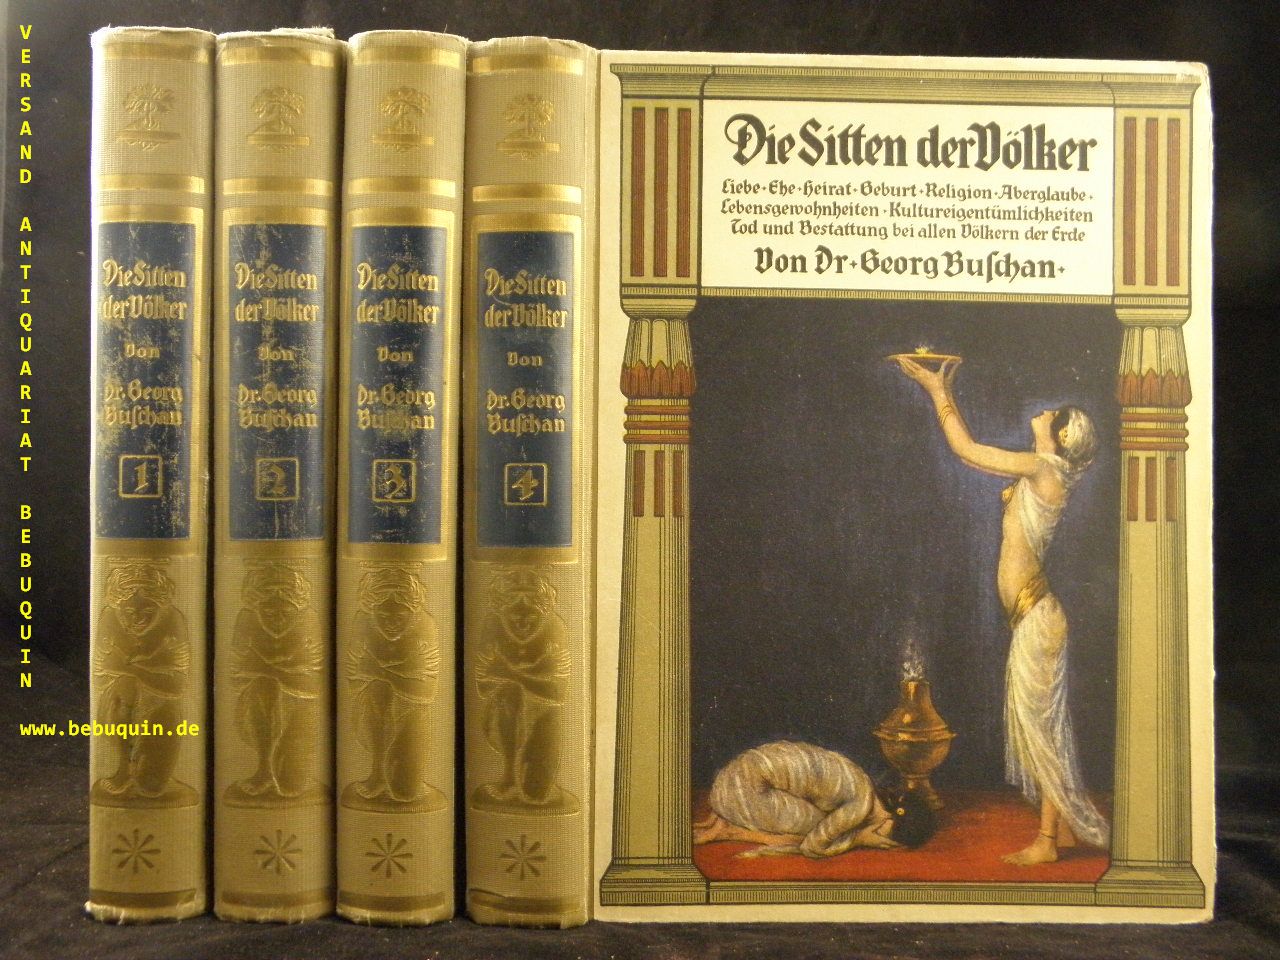 VERSAND ANTIQUARIAT BEBUQUIN
www.bebuquin.de
Die Sitten
der Völker
Von
Dr. Georg
Buschan
1
Die Sitten
der Völker
Von
Dr. Georg
Buschan
2
Die Sitten
der Völker
Von
Dr. Georg
Buschan
3
Die Sitten
der Völker
Von
Dr. Georg
Buschan
4
Die Sitten der Völker
Liebe · Ehe · Heirat · Geburt · Religion · Aberglaube ·
Lebensgewohnheiten · Kultureigentümlichkeiten
Tod und Bestattung bei allen Völkern der Erde
Von Dr · Georg Buschan ·